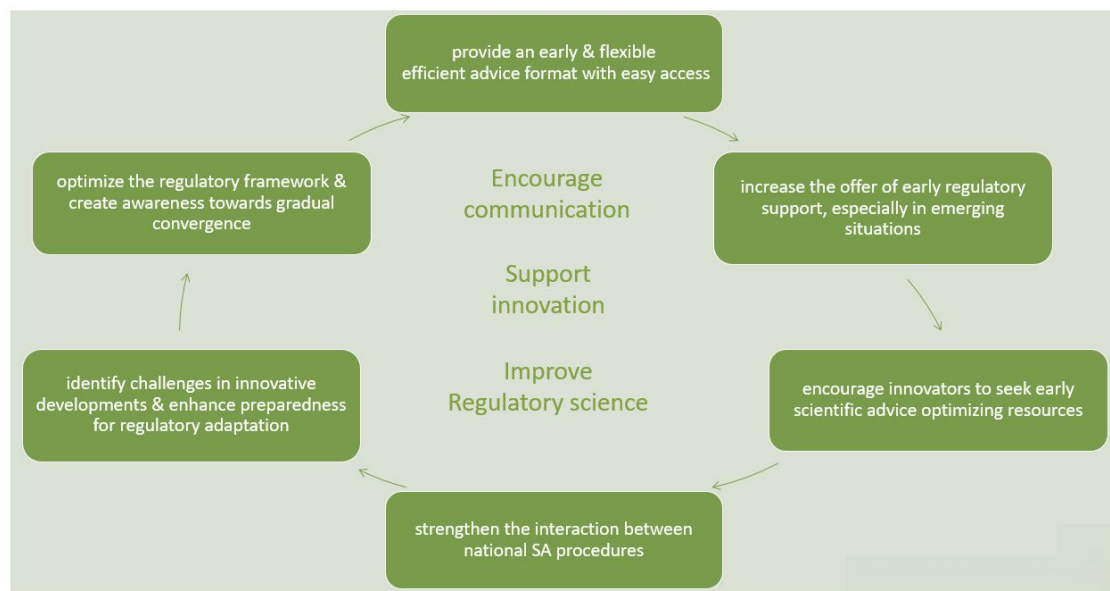 provide an early & flexible
efficient advice format with easy access
increase the offer of early regulatory
support, especially in emerging
situations
encourage innovators to seek early
scientific advice optimizing resources
strengthen the interaction between
national SA procedures
identify challenges in innovative
developments & enhance preparedness
for regulatory adaptation
optimize the regulatory framework &
create awareness towards gradual
convergence
Encourage
communication
Support
innovation
Improve
Regulatory science